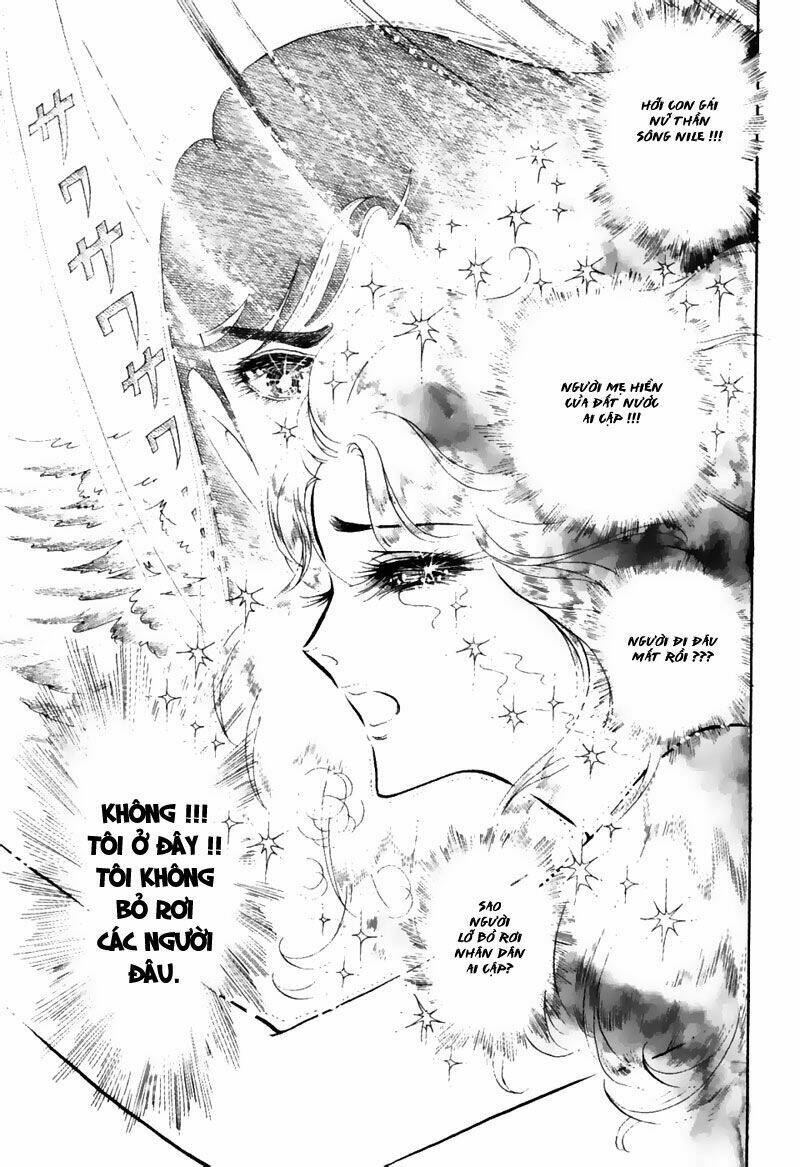 HỠI CON GÁI
NỮ THẦN
SÔNG NILE !!!
NGƯỜI MẸ HIỀN
CỦA ĐẤT NƯỚC
AI CẬP !!!
NGƯỜI ĐI ĐÂU
MẤT RỒI ???
SAO
NGƯỜI
LỠ BỎ RƠI
NHÂN DÂN
AI CẬP?
KHÔNG !!!
TÔI Ở ĐÂY !!
TÔI KHÔNG
BỎ RƠI
CÁC NGƯỜI
ĐÂU.
サワサワサワサワ